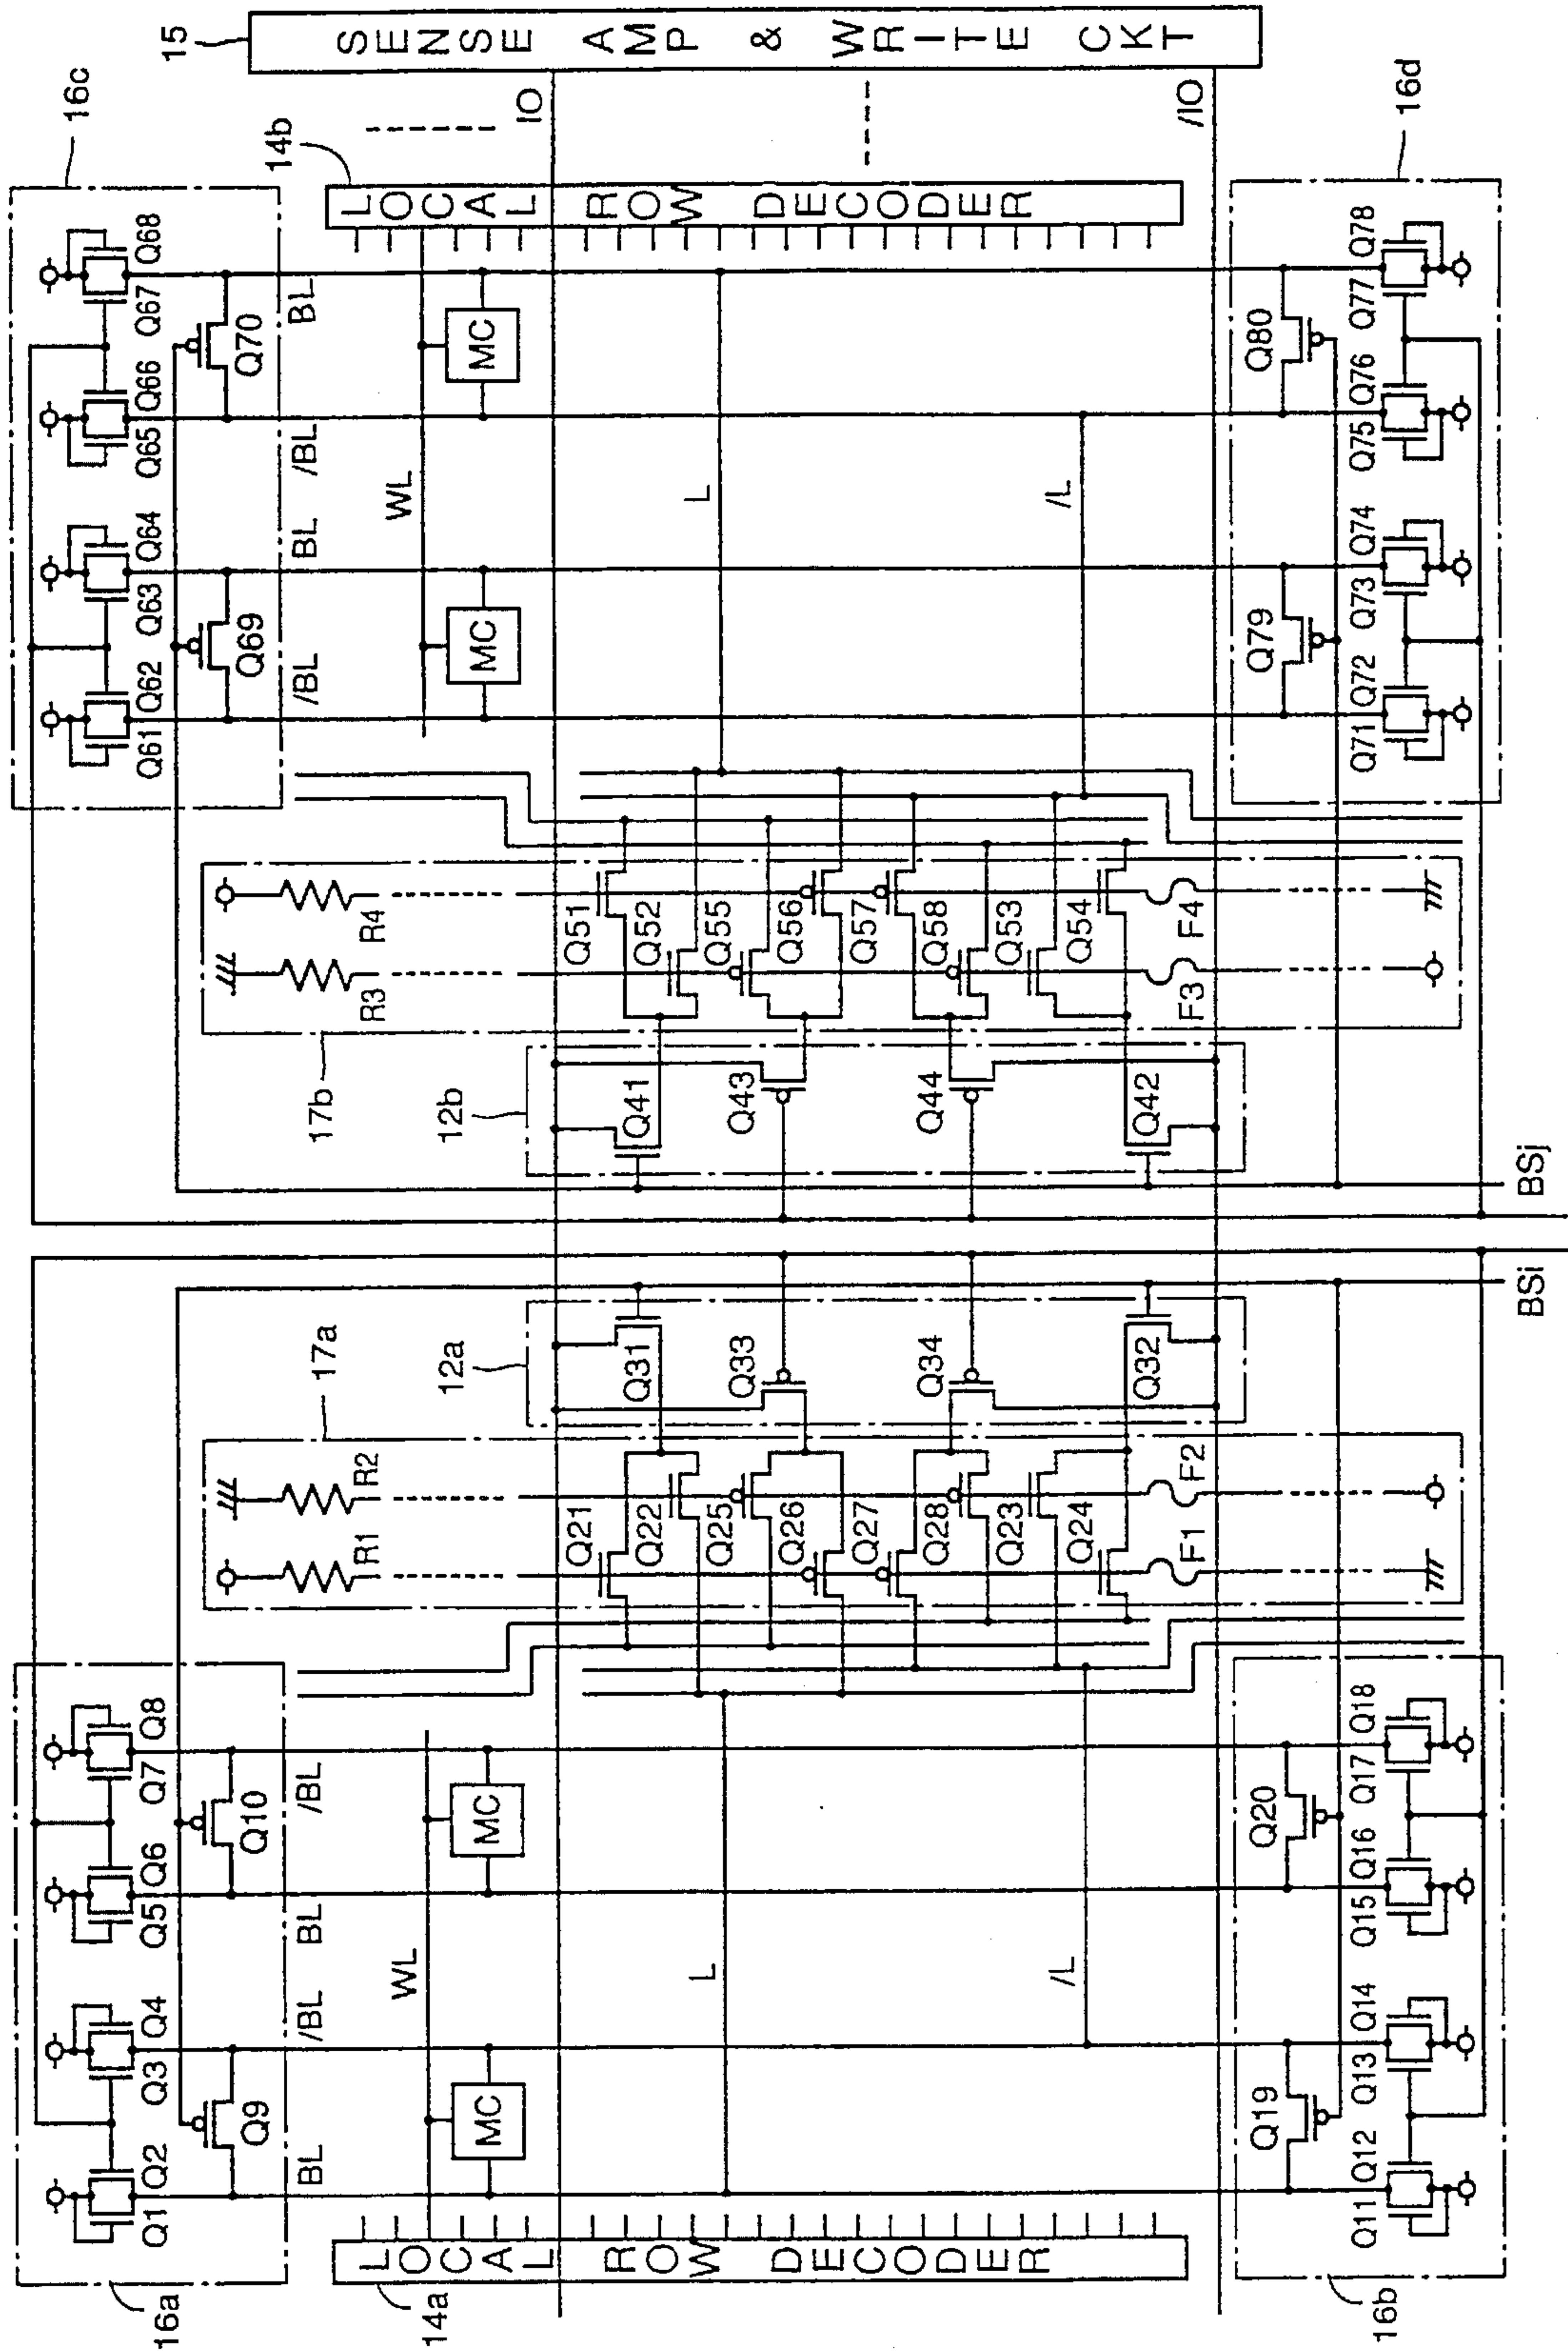 15
SENSE AMP & WRITE CKT
16c
14b
IO
/IO
16d
LOCAL ROW DECODER
Q68
Q67
Q66
Q65
Q70
BL
/BL
Q64
Q63
Q62
Q61
Q69
BL
/BL
MC
MC
WL
L
/L
Q78
Q77
Q76
Q75
Q80
Q74
Q73
Q72
Q71
Q79
R4
R3
Q51
Q52
Q55
Q56
Q57
Q58
Q53
Q54
F4
F3
17b
12b
Q41
Q43
Q44
Q42
BSj
BSi
17a
12a
Q31
Q33
Q34
Q32
R2
R1
Q21
Q22
Q25
Q26
Q27
Q28
Q23
Q24
F2
F1
Q8
Q7
Q6
Q5
Q10
/BL
BL
Q4
Q3
Q2
Q1
Q9
/BL
BL
MC
MC
WL
L
/L
Q18
Q17
Q16
Q15
Q20
Q14
Q13
Q12
Q11
Q19
LOCAL ROW DECODER
16a
14a
16b